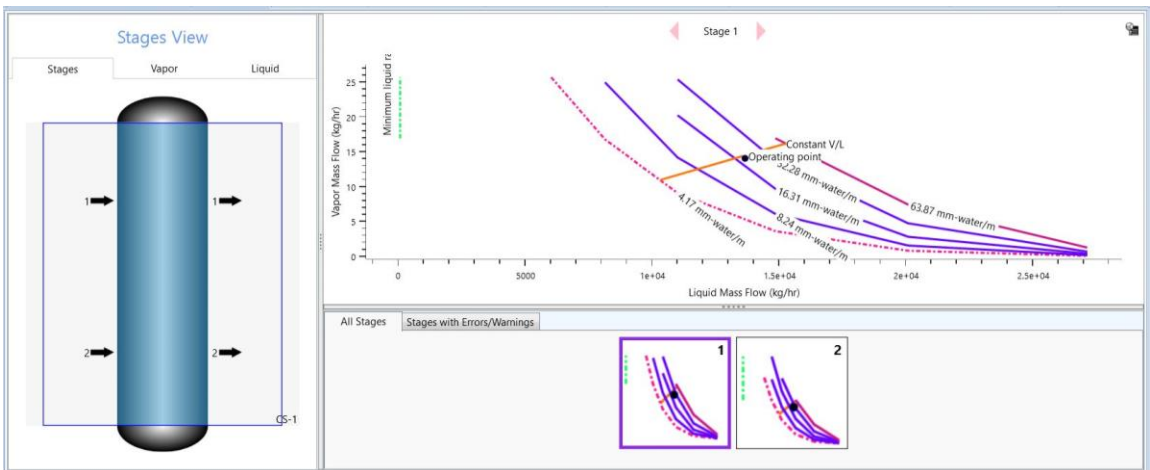 Stages View
Stages Vapor Liquid
1 1
2 2
CS-1
Stage 1
Minimum liquid ra
Vapor Mass Flow (kg/hr)
25
20
15
10
5
0
Constant V/L
Operating point
32.28 mm-water/m
16.31 mm-water/m
63.87 mm-water/m
4.17 mm-water/m
8.24 mm-water/m
0 5000 1e+04 1.5e+04 2e+04 2.5e+04
Liquid Mass Flow (kg/hr)
All Stages Stages with Errors/Warnings
1 2